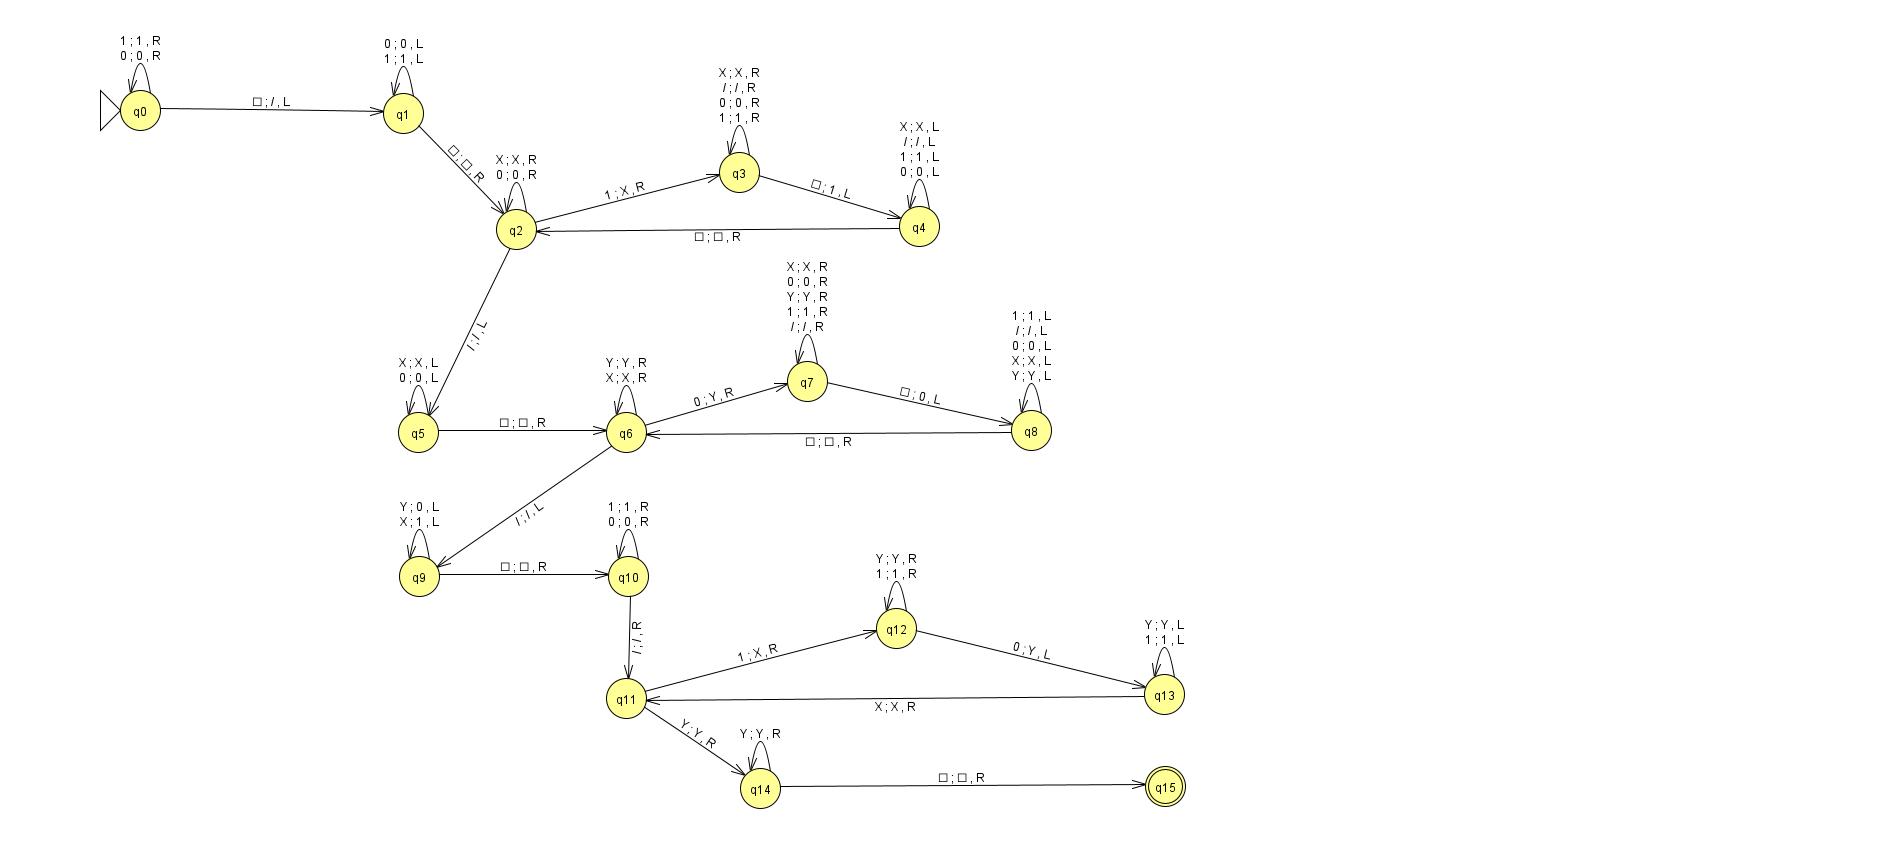 1 ; 1 , R
0 ; 0 , R
q0
□ ; / , L
0 ; 0 , L
1 ; 1 , L
q1
□ ; □ , R
X ; X , R
0 ; 0 , R
q2
1 ; X , R
X ; X , R
/ ; / , R
0 ; 0 , R
1 ; 1 , R
q3
□ ; 1 , L
X ; X , L
/ ; / , L
1 ; 1 , L
0 ; 0 , L
q4
□ ; □ , R
/ ; / , L
X ; X , L
0 ; 0 , L
q5
□ ; □ , R
Y ; Y , R
X ; X , R
q6
0 ; Y , R
X ; X , R
0 ; 0 , R
Y ; Y , R
1 ; 1 , R
/ ; / , R
q7
□ ; 0 , L
1 ; 1 , L
/ ; / , L
0 ; 0 , L
X ; X , L
Y ; Y , L
q8
□ ; □ , R
/ ; / , L
Y ; 0 , L
X ; 1 , L
q9
□ ; □ , R
1 ; 1 , R
0 ; 0 , R
q10
/ ; / , R
q11
1 ; X , R
Y ; Y , R
1 ; 1 , R
q12
0 ; Y , L
Y ; Y , L
1 ; 1 , L
q13
X ; X , R
Y ; Y , R
Y ; Y , R
q14
□ ; □ , R
q15